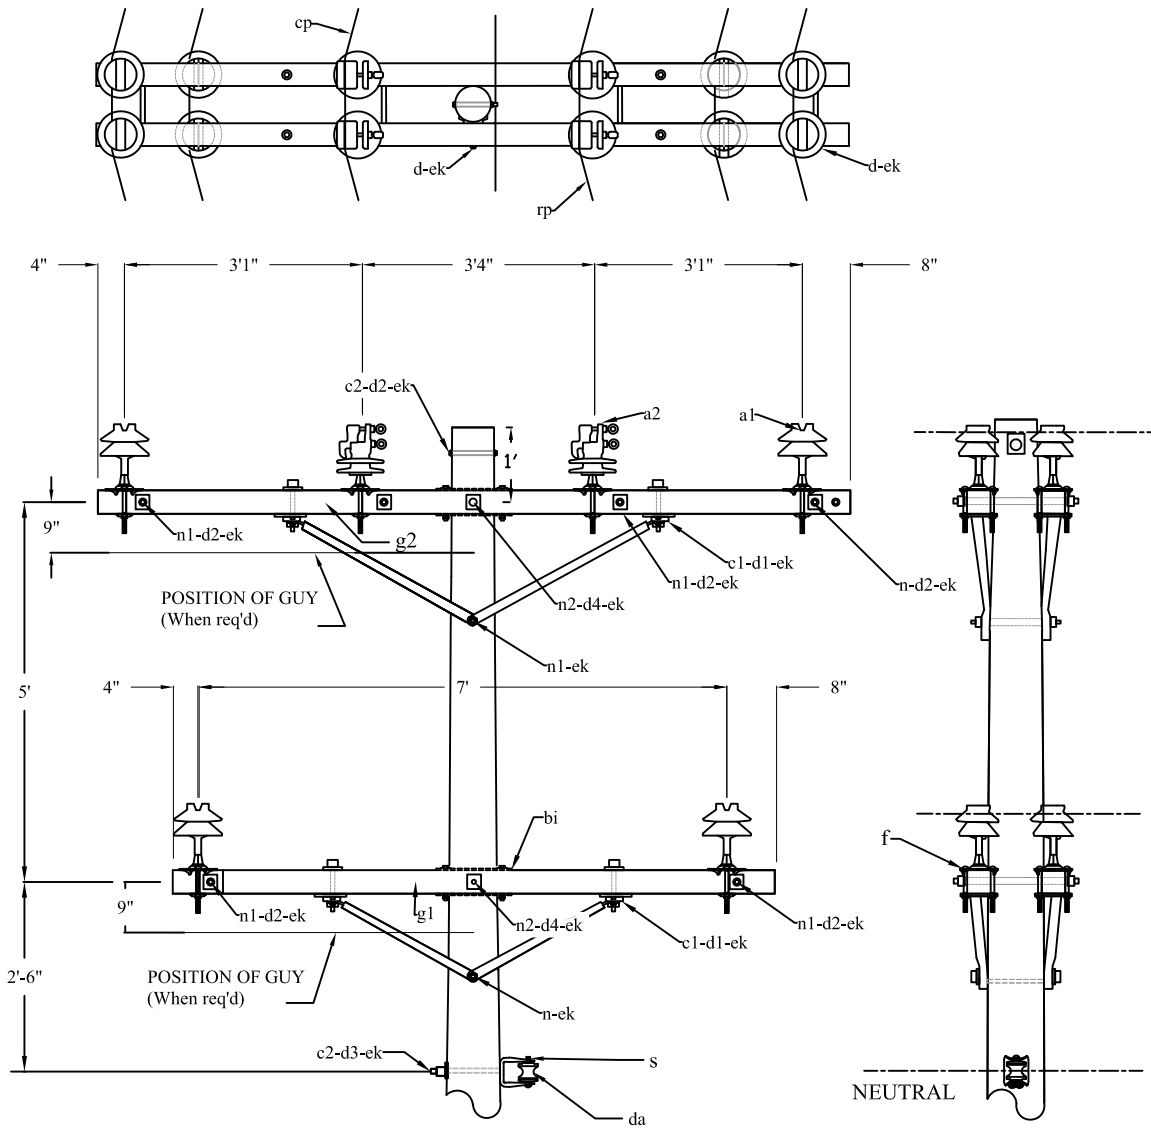 cp
d-ek
d-ek
rp
4"
3'1"
3'4"
3'1"
8"
c2-d2-ek
a2
a1
1'
9"
n1-d2-ek
g2
c1-d1-ek
n1-d2-ek
n-d2-ek
POSITION OF GUY
(When req'd)
n2-d4-ek
n1-ek
5'
4"
7'
8"
bi
f
9"
n1-d2-ek
g1
n2-d4-ek
c1-d1-ek
n1-d2-ek
2'-6"
POSITION OF GUY
(When req'd)
n-ek
c2-d3-ek
s
NEUTRAL
da